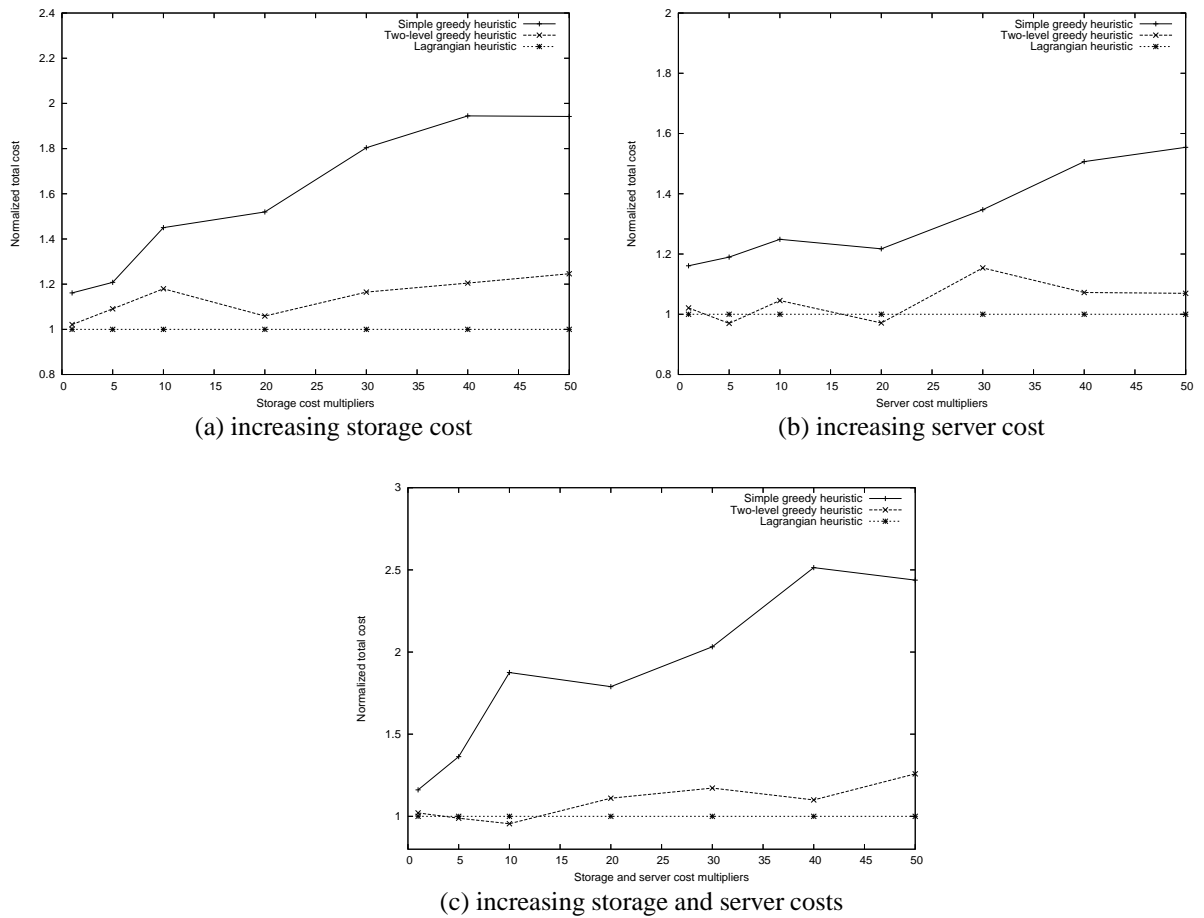 2.4
2.2
2
1.8
1.6
1.4
1.2
1
0.8
Normalized total cost
Simple greedy heuristic
Two-level greedy heuristic
Lagrangian heuristic
0 5 10 15 20 25 30 35 40 45 50
Storage cost multipliers
(a) increasing storage cost
2
1.8
1.6
1.4
1.2
1
0.8
Normalized total cost
Simple greedy heuristic
Two-level greedy heuristic
Lagrangian heuristic
0 5 10 15 20 25 30 35 40 45 50
Server cost multipliers
(b) increasing server cost
3
2.5
2
1.5
1
Normalized total cost
Simple greedy heuristic
Two-level greedy heuristic
Lagrangian heuristic
0 5 10 15 20 25 30 35 40 45 50
Storage and server cost multipliers
(c) increasing storage and server costs